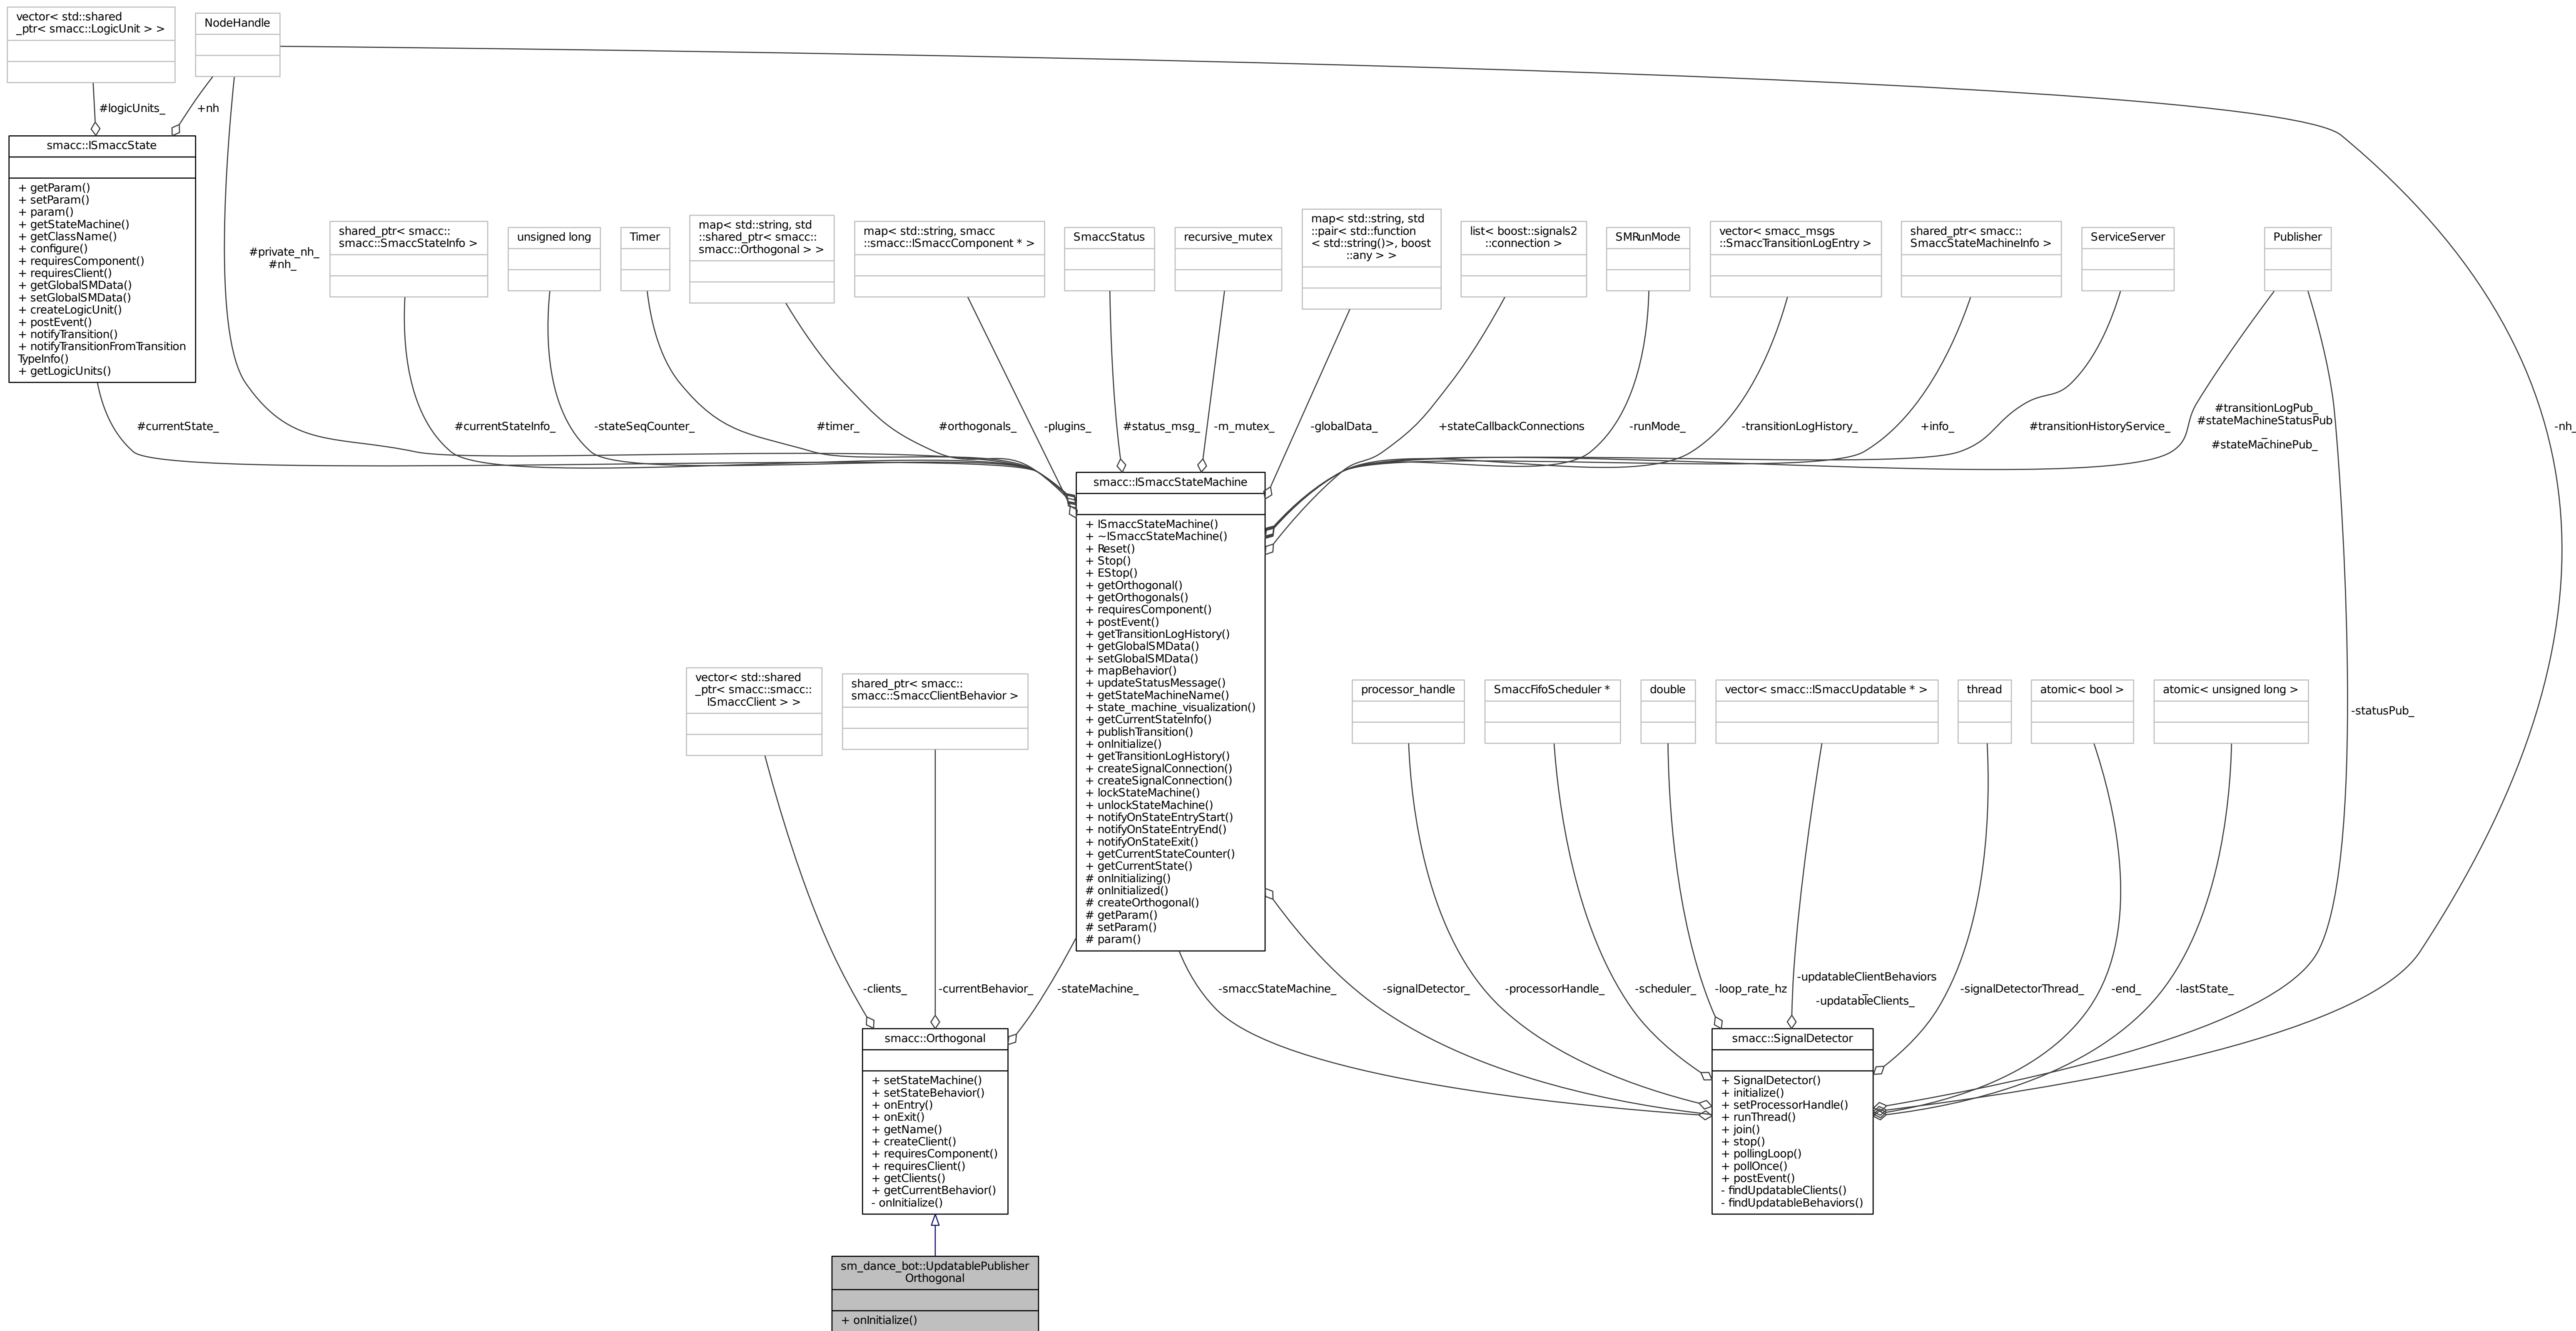 vector< std::shared
_ptr< smacc::LogicUnit > >
NodeHandle
#logicUnits_
+nh
smacc::ISmaccState
+ getParam()
+ setParam()
+ param()
+ getStateMachine()
+ getClassName()
+ configure()
+ requiresComponent()
+ requiresClient()
+ getGlobalSMData()
+ setGlobalSMData()
+ createLogicUnit()
+ postEvent()
+ notifyTransition()
+ notifyTransitionFromTransition
TypeInfo()
+ getLogicUnits()
#private_nh_
#nh_
shared_ptr< smacc::
smacc::SmaccStateInfo >
unsigned long
Timer
map< std::string, std
::shared_ptr< smacc::
smacc::Orthogonal > >
map< std::string, smacc
::smacc::ISmaccComponent * >
SmaccStatus
recursive_mutex
map< std::string, std
::pair< std::function
< std::string()>, boost
::any > >
list< boost::signals2
::connection >
SMRunMode
vector< smacc_msgs
::SmaccTransitionLogEntry >
shared_ptr< smacc::
SmaccStateMachineInfo >
ServiceServer
Publisher
#currentState_
#currentStateInfo_
-stateSeqCounter_
#timer_
#orthogonals_
-plugins_
#status_msg_
-m_mutex_
-globalData_
+stateCallbackConnections
-runMode_
-transitionLogHistory_
+info_
#transitionHistoryService_
#transitionLogPub_
#stateMachineStatusPub
_
#stateMachinePub_
-nh_
smacc::ISmaccStateMachine
+ ISmaccStateMachine()
+ ~ISmaccStateMachine()
+ Reset()
+ Stop()
+ EStop()
+ getOrthogonal()
+ getOrthogonals()
+ requiresComponent()
+ postEvent()
+ getTransitionLogHistory()
+ getGlobalSMData()
+ setGlobalSMData()
+ mapBehavior()
+ updateStatusMessage()
+ getStateMachineName()
+ state_machine_visualization()
+ getCurrentStateInfo()
+ publishTransition()
+ onInitialize()
+ getTransitionLogHistory()
+ createSignalConnection()
+ createSignalConnection()
+ lockStateMachine()
+ unlockStateMachine()
+ notifyOnStateEntryStart()
+ notifyOnStateEntryEnd()
+ notifyOnStateExit()
+ getCurrentStateCounter()
+ getCurrentState()
# onInitializing()
# onInitialized()
# createOrthogonal()
# getParam()
# setParam()
# param()
vector< std::shared
_ptr< smacc::smacc::
ISmaccClient > >
shared_ptr< smacc::
smacc::SmaccClientBehavior >
processor_handle
SmaccFifoScheduler *
double
vector< smacc::ISmaccUpdatable * >
thread
atomic< bool >
atomic< unsigned long >
-statusPub_
-clients_
-currentBehavior_
-stateMachine_
-smaccStateMachine_
-signalDetector_
-processorHandle_
-scheduler_
-loop_rate_hz
-updatableClientBehaviors
_
-updatableClients_
-signalDetectorThread_
-end_
-lastState_
smacc::Orthogonal
+ setStateMachine()
+ setStateBehavior()
+ onEntry()
+ onExit()
+ getName()
+ createClient()
+ requiresComponent()
+ requiresClient()
+ getClients()
+ getCurrentBehavior()
- onInitialize()
smacc::SignalDetector
+ SignalDetector()
+ initialize()
+ setProcessorHandle()
+ runThread()
+ join()
+ stop()
+ pollingLoop()
+ pollOnce()
+ postEvent()
- findUpdatableClients()
- findUpdatableBehaviors()
sm_dance_bot::UpdatablePublisher
Orthogonal
+ onInitialize()